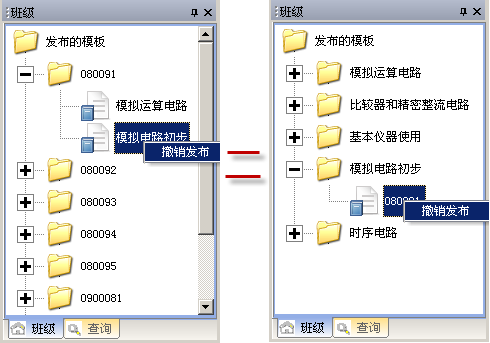 班级
发布的模板
080091
模拟运算电路
模拟电路初步
撤销发布
080092
080093
080094
080095
0900081
班级
查询
班级
发布的模板
模拟运算电路
比较器和精密整流电路
基本仪器使用
模拟电路初步
080091
撤销发布
时序电路
班级
查询